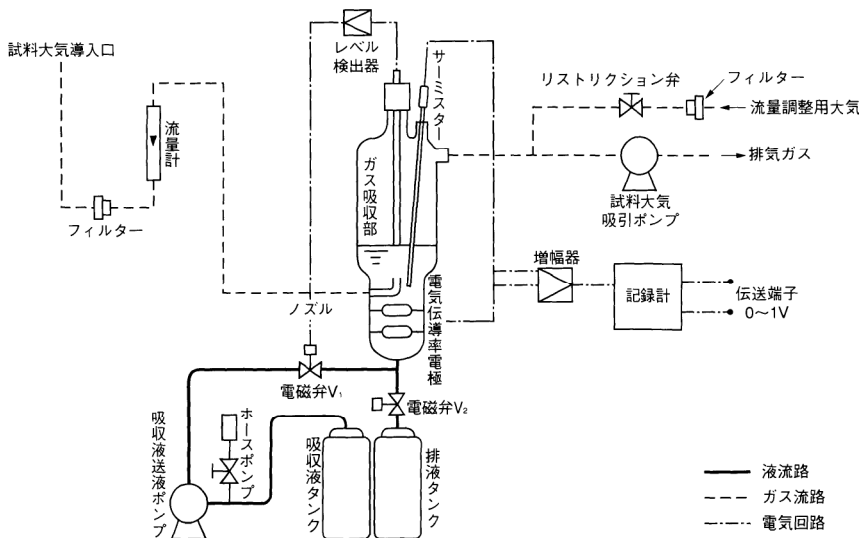 試料大気導入口
流量計
フィルター
レベル
検出器
サーミスター
ガス吸収部
リストリクション弁
フィルター
流量調整用大気
排気ガス
試料大気
吸引ポンプ
増幅器
記録計
伝送端子
0〜1V
ノズル
電気伝導率電極
電磁弁V₁
電磁弁V₂
吸収液送液ポンプ
ホースポンプ
吸収液タンク
排液タンク
液流路
ガス流路
電気回路